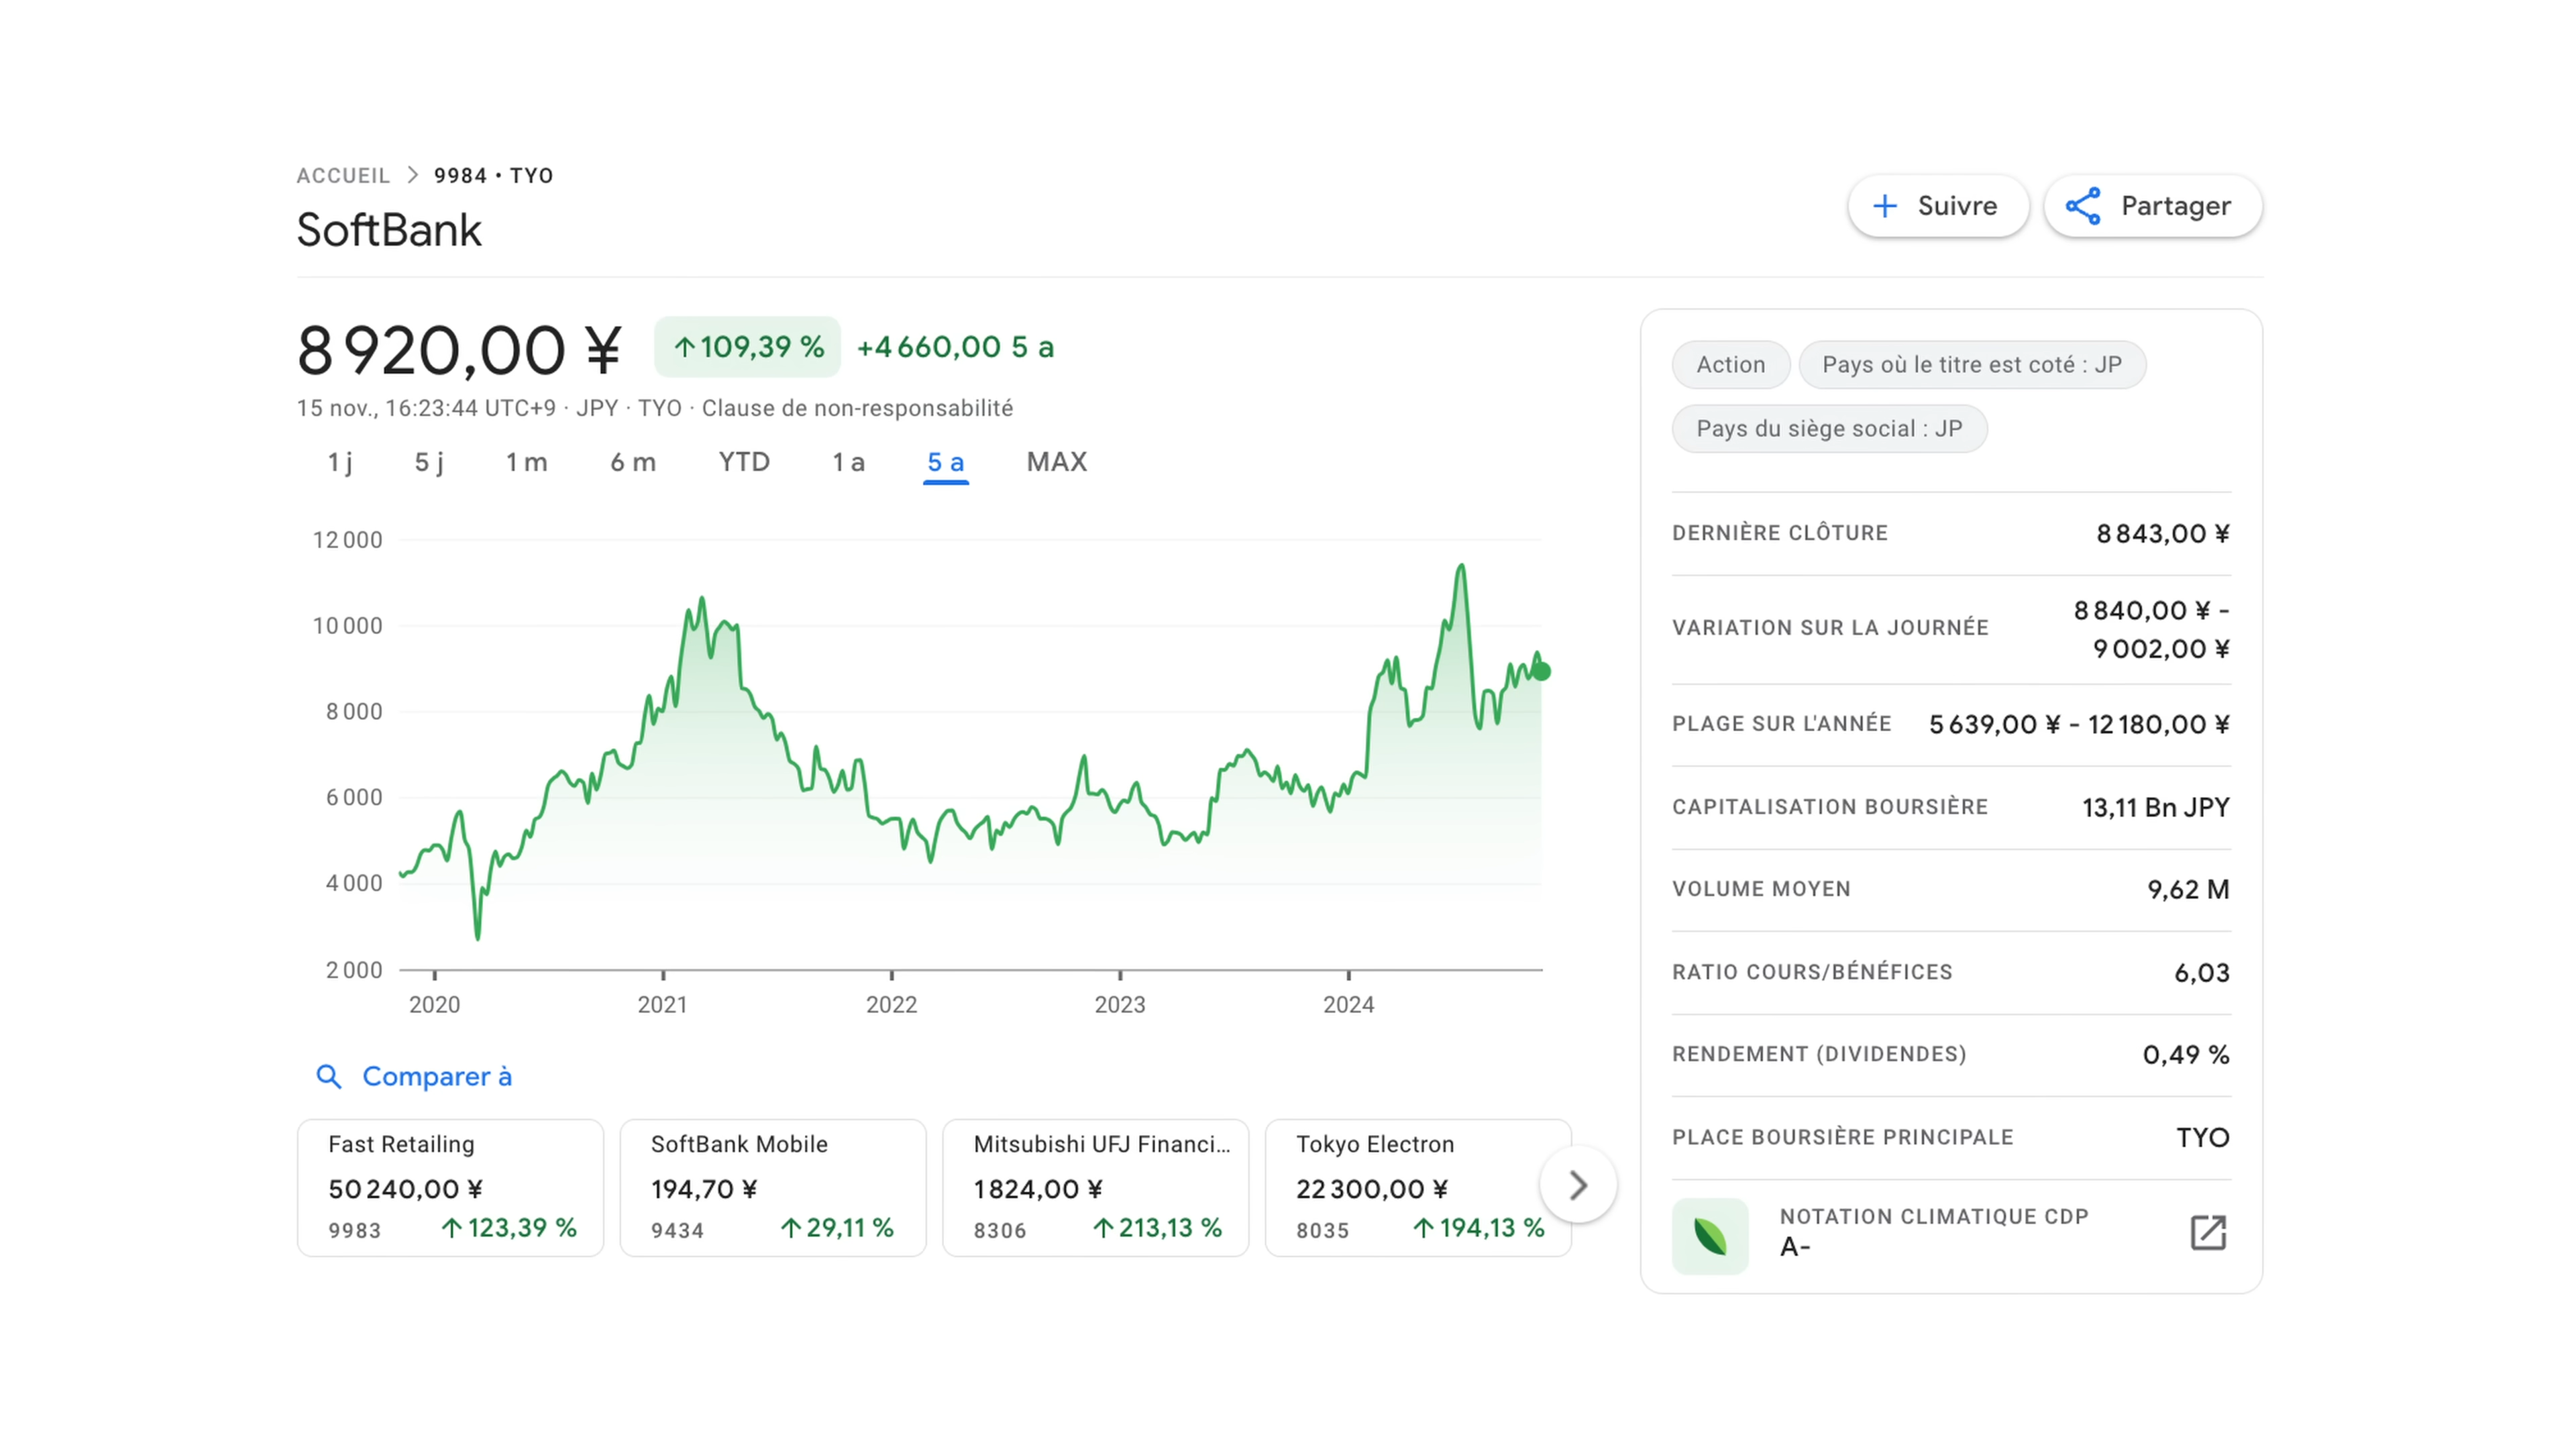 ACCUEIL > 9984 • TYO
SoftBank
Suivre
Partager
8 920,00 ¥ ↑109,39 % +4 660,00 5 a
15 nov., 16:23:44 UTC+9 · JPY · TYO · Clause de non-responsabilité
1 j 5 j 1 m 6 m YTD 1 a 5 a MAX
12 000
10 000
8 000
6 000
4 000
2 000
2020 2021 2022 2023 2024
Comparer à
Fast Retailing
50 240,00 ¥
9983 ↑123,39 %
SoftBank Mobile
194,70 ¥
9434 ↑29,11 %
Mitsubishi UFJ Financi...
1 824,00 ¥
8306 ↑213,13 %
Tokyo Electron
22 300,00 ¥
8035 ↑194,13 %
Action
Pays où le titre est coté : JP
Pays du siège social : JP
DERNIÈRE CLÔTURE 8 843,00 ¥
VARIATION SUR LA JOURNÉE 8 840,00 ¥ -
9 002,00 ¥
PLAGE SUR L'ANNÉE 5 639,00 ¥ - 12 180,00 ¥
CAPITALISATION BOURSIÈRE 13,11 Bn JPY
VOLUME MOYEN 9,62 M
RATIO COURS/BÉNÉFICES 6,03
RENDEMENT (DIVIDENDES) 0,49 %
PLACE BOURSIÈRE PRINCIPALE TYO
NOTATION CLIMATIQUE CDP
A-